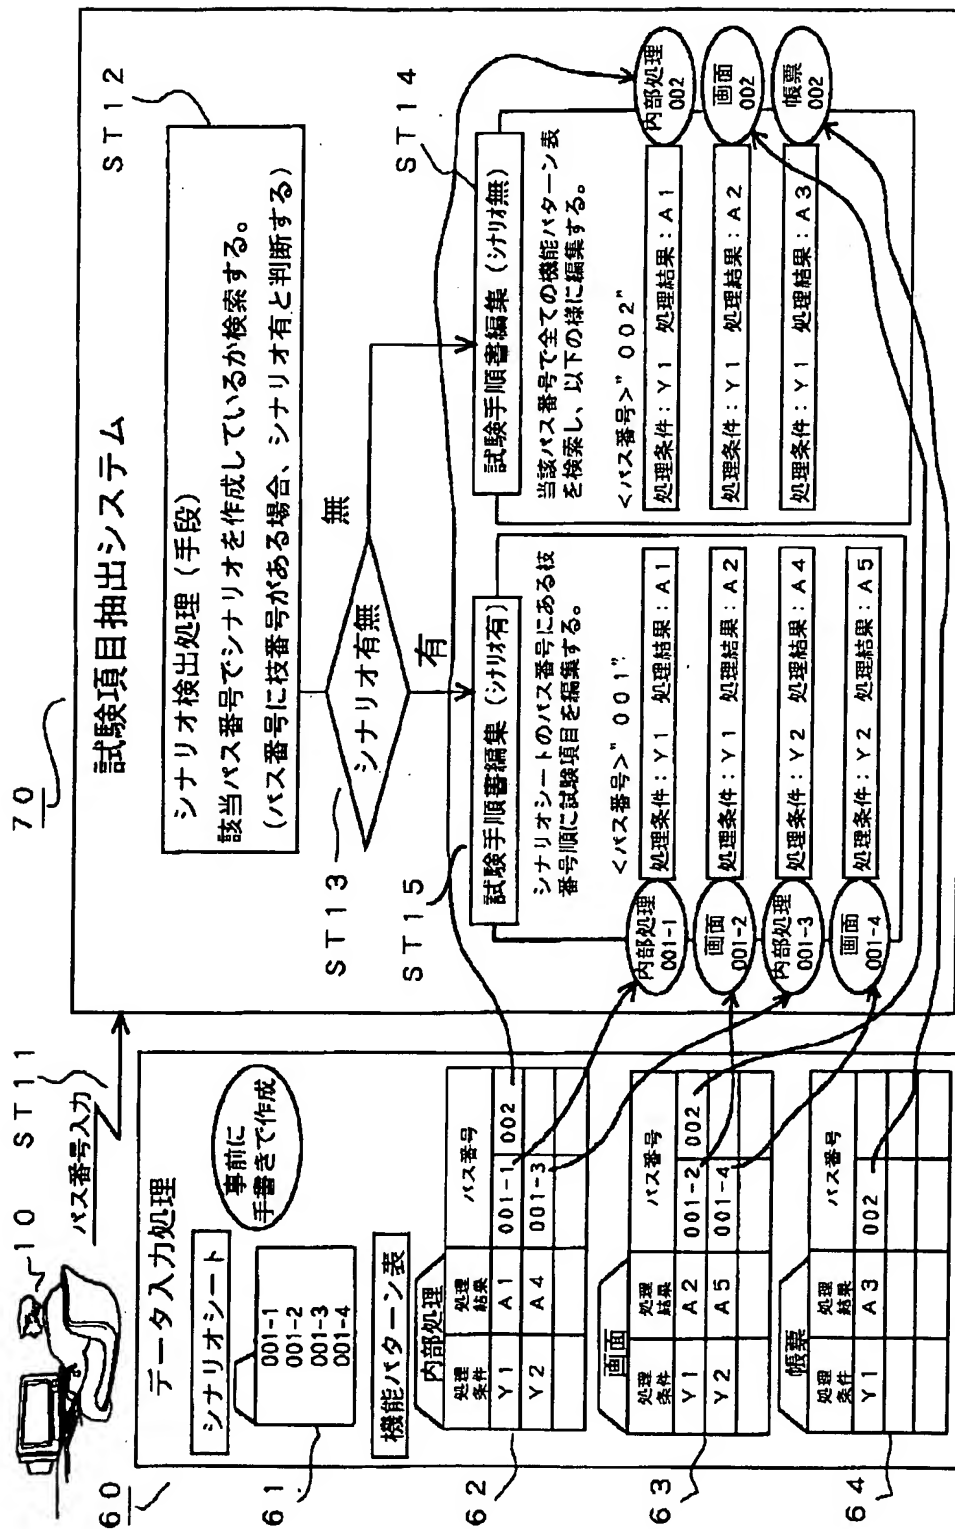 10
ST11
パス番号入力
60
データ入力処理
シナリオシート
事前に
手書きで作成
61
001-1
001-2
001-3
001-4
機能パターン表
62
内部処理
処理条件 処理結果 パス番号
Y1 A1 001-1 002
Y2 A4 001-3
63
画面
処理条件 処理結果 パス番号
Y1 A2 001-2 002
Y2 A5 001-4
64
帳票
処理条件 処理結果 パス番号
Y1 A3 002
70
試験項目抽出システム
ST12
シナリオ検出処理(手段)
該当パス番号でシナリオを作成しているか検索する。
(パス番号に枝番号がある場合、シナリオ有と判断する)
ST13
シナリオ有無
無
有
ST15
試験手順書編集(シナリオ有)
シナリオシートのパス番号にある枝
番号順に試験項目を編集する。
<パス番号>"001"
内部処理
001-1
処理条件:Y1 処理結果:A1
画面
001-2
処理条件:Y1 処理結果:A2
内部処理
001-3
処理条件:Y2 処理結果:A4
画面
001-4
処理条件:Y2 処理結果:A5
ST14
試験手順書編集(シナリオ無)
当該パス番号で全ての機能パターン表
を検索し、以下の様に編集する。
<パス番号>"002"
処理条件:Y1 処理結果:A1
内部処理
002
処理条件:Y1 処理結果:A2
画面
002
処理条件:Y1 処理結果:A3
帳票
002